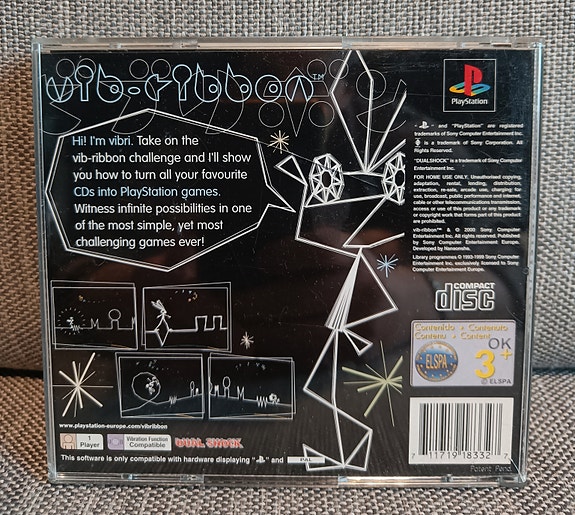 vib-ribbon™
PlayStation
Hi! I'm vibri. Take on the
vib-ribbon challenge and I'll show
you how to turn all your favourite
CDs into PlayStation games.
Witness infinite possibilities in one
of the most simple, yet most
challenging games ever!
" " and "PlayStation" are registered
trademarks of Sony Computer Entertainment Inc.
is a trademark of Sony Corporation. All
Rights Reserved.
"DUALSHOCK" is a trademark of Sony Computer
Entertainment Inc.
FOR HOME USE ONLY. Unauthorised copying,
adaptation, rental, lending, distribution,
extraction, re-sale, arcade use, charging for
use, broadcast, public performance and internet,
cable or other telecommunications transmission,
access or use of this product or any trademark
or copyright work that forms part of this product
are prohibited.
vib-ribbon™ & © 2000 Sony Computer
Entertainment Inc. All rights reserved. Published
by Sony Computer Entertainment Europe.
Developed by Nanaonsha.
Library programmes © 1993-1999 Sony Computer
Entertainment Inc. exclusively licensed to Sony
Computer Entertainment Europe.
COMPACT
disc
Contenido • Contenuto
Contenu • Content
ELSPA
OK
3+
© ELSPA
www.playstation-europe.com/vibribbon
1
Player
Vibration Function
Compatible
DUAL SHOCK
This software is only compatible with hardware displaying " " and PAL
7 11719 18332 7
Patent Pend.